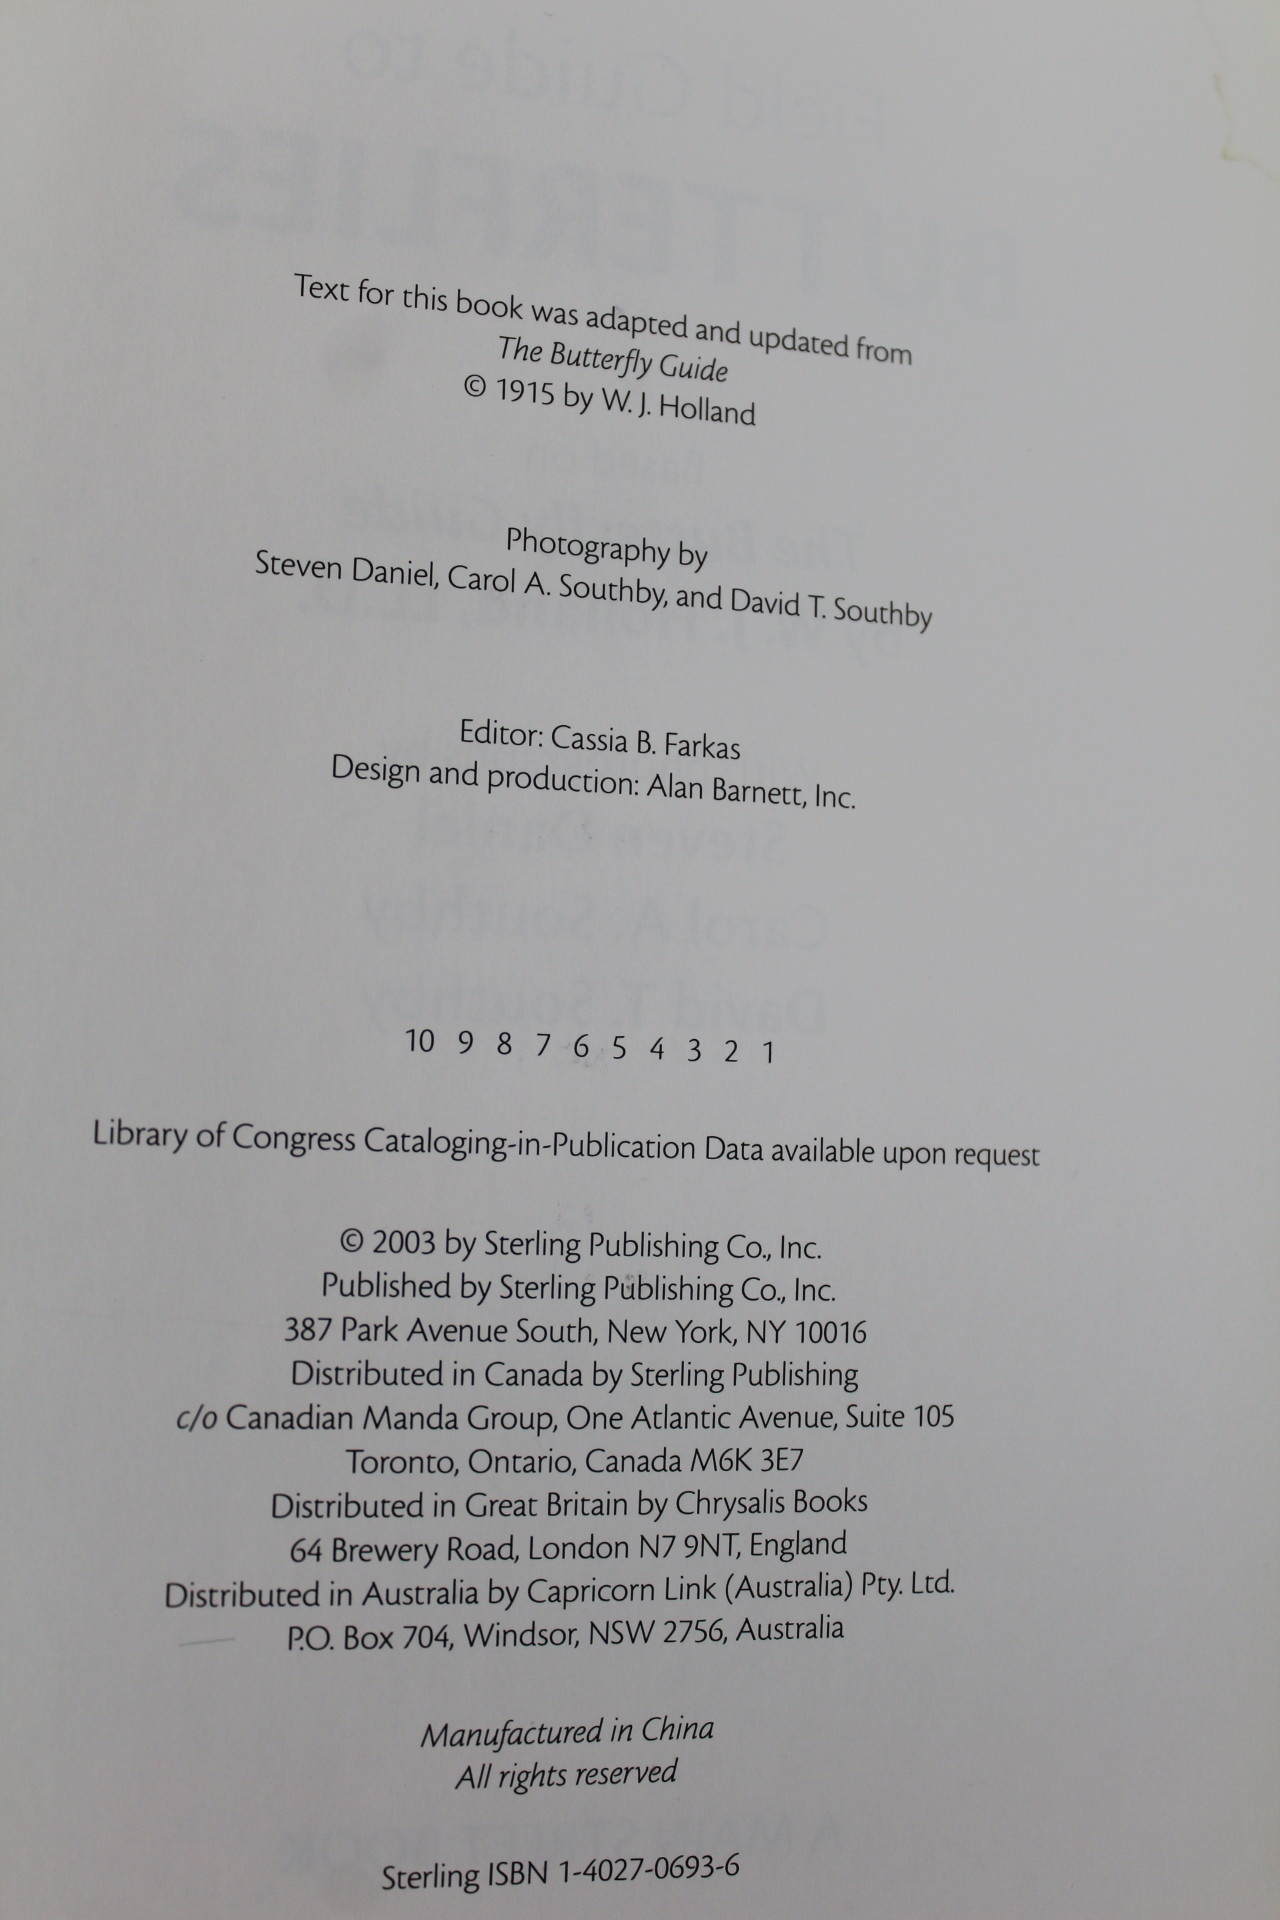 Text for this book was adapted and updated from
The Butterfly Guide
© 1915 by W. J. Holland
Photography by
Steven Daniel, Carol A. Southby, and David T. Southby
Editor: Cassia B. Farkas
Design and production: Alan Barnett, Inc.
10 9 8 7 6 5 4 3 2 1
Library of Congress Cataloging-in-Publication Data available upon request
© 2003 by Sterling Publishing Co., Inc.
Published by Sterling Publishing Co., Inc.
387 Park Avenue South, New York, NY 10016
Distributed in Canada by Sterling Publishing
c/o Canadian Manda Group, One Atlantic Avenue, Suite 105
Toronto, Ontario, Canada M6K 3E7
Distributed in Great Britain by Chrysalis Books
64 Brewery Road, London N7 9NT, England
Distributed in Australia by Capricorn Link (Australia) Pty. Ltd.
P.O. Box 704, Windsor, NSW 2756, Australia
Manufactured in China
All rights reserved
Sterling ISBN 1-4027-0693-6